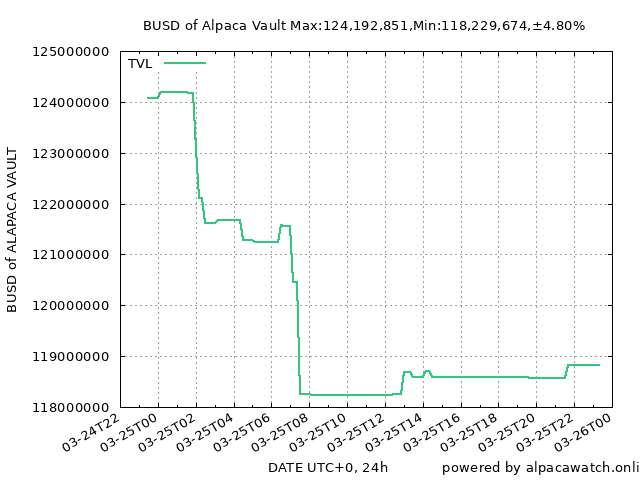 BUSD of Alpaca Vault Max:124,192,851,Min:118,229,674,±4.80%
TVL
125000000
124000000
123000000
122000000
121000000
120000000
119000000
118000000
BUSD of ALAPACA VAULT
03-24T22
03-25T00
03-25T02
03-25T04
03-25T06
03-25T08
03-25T10
03-25T12
03-25T14
03-25T16
03-25T18
03-25T20
03-25T22
03-26T00
DATE UTC+0, 24h
powered by alpacawatch.onli